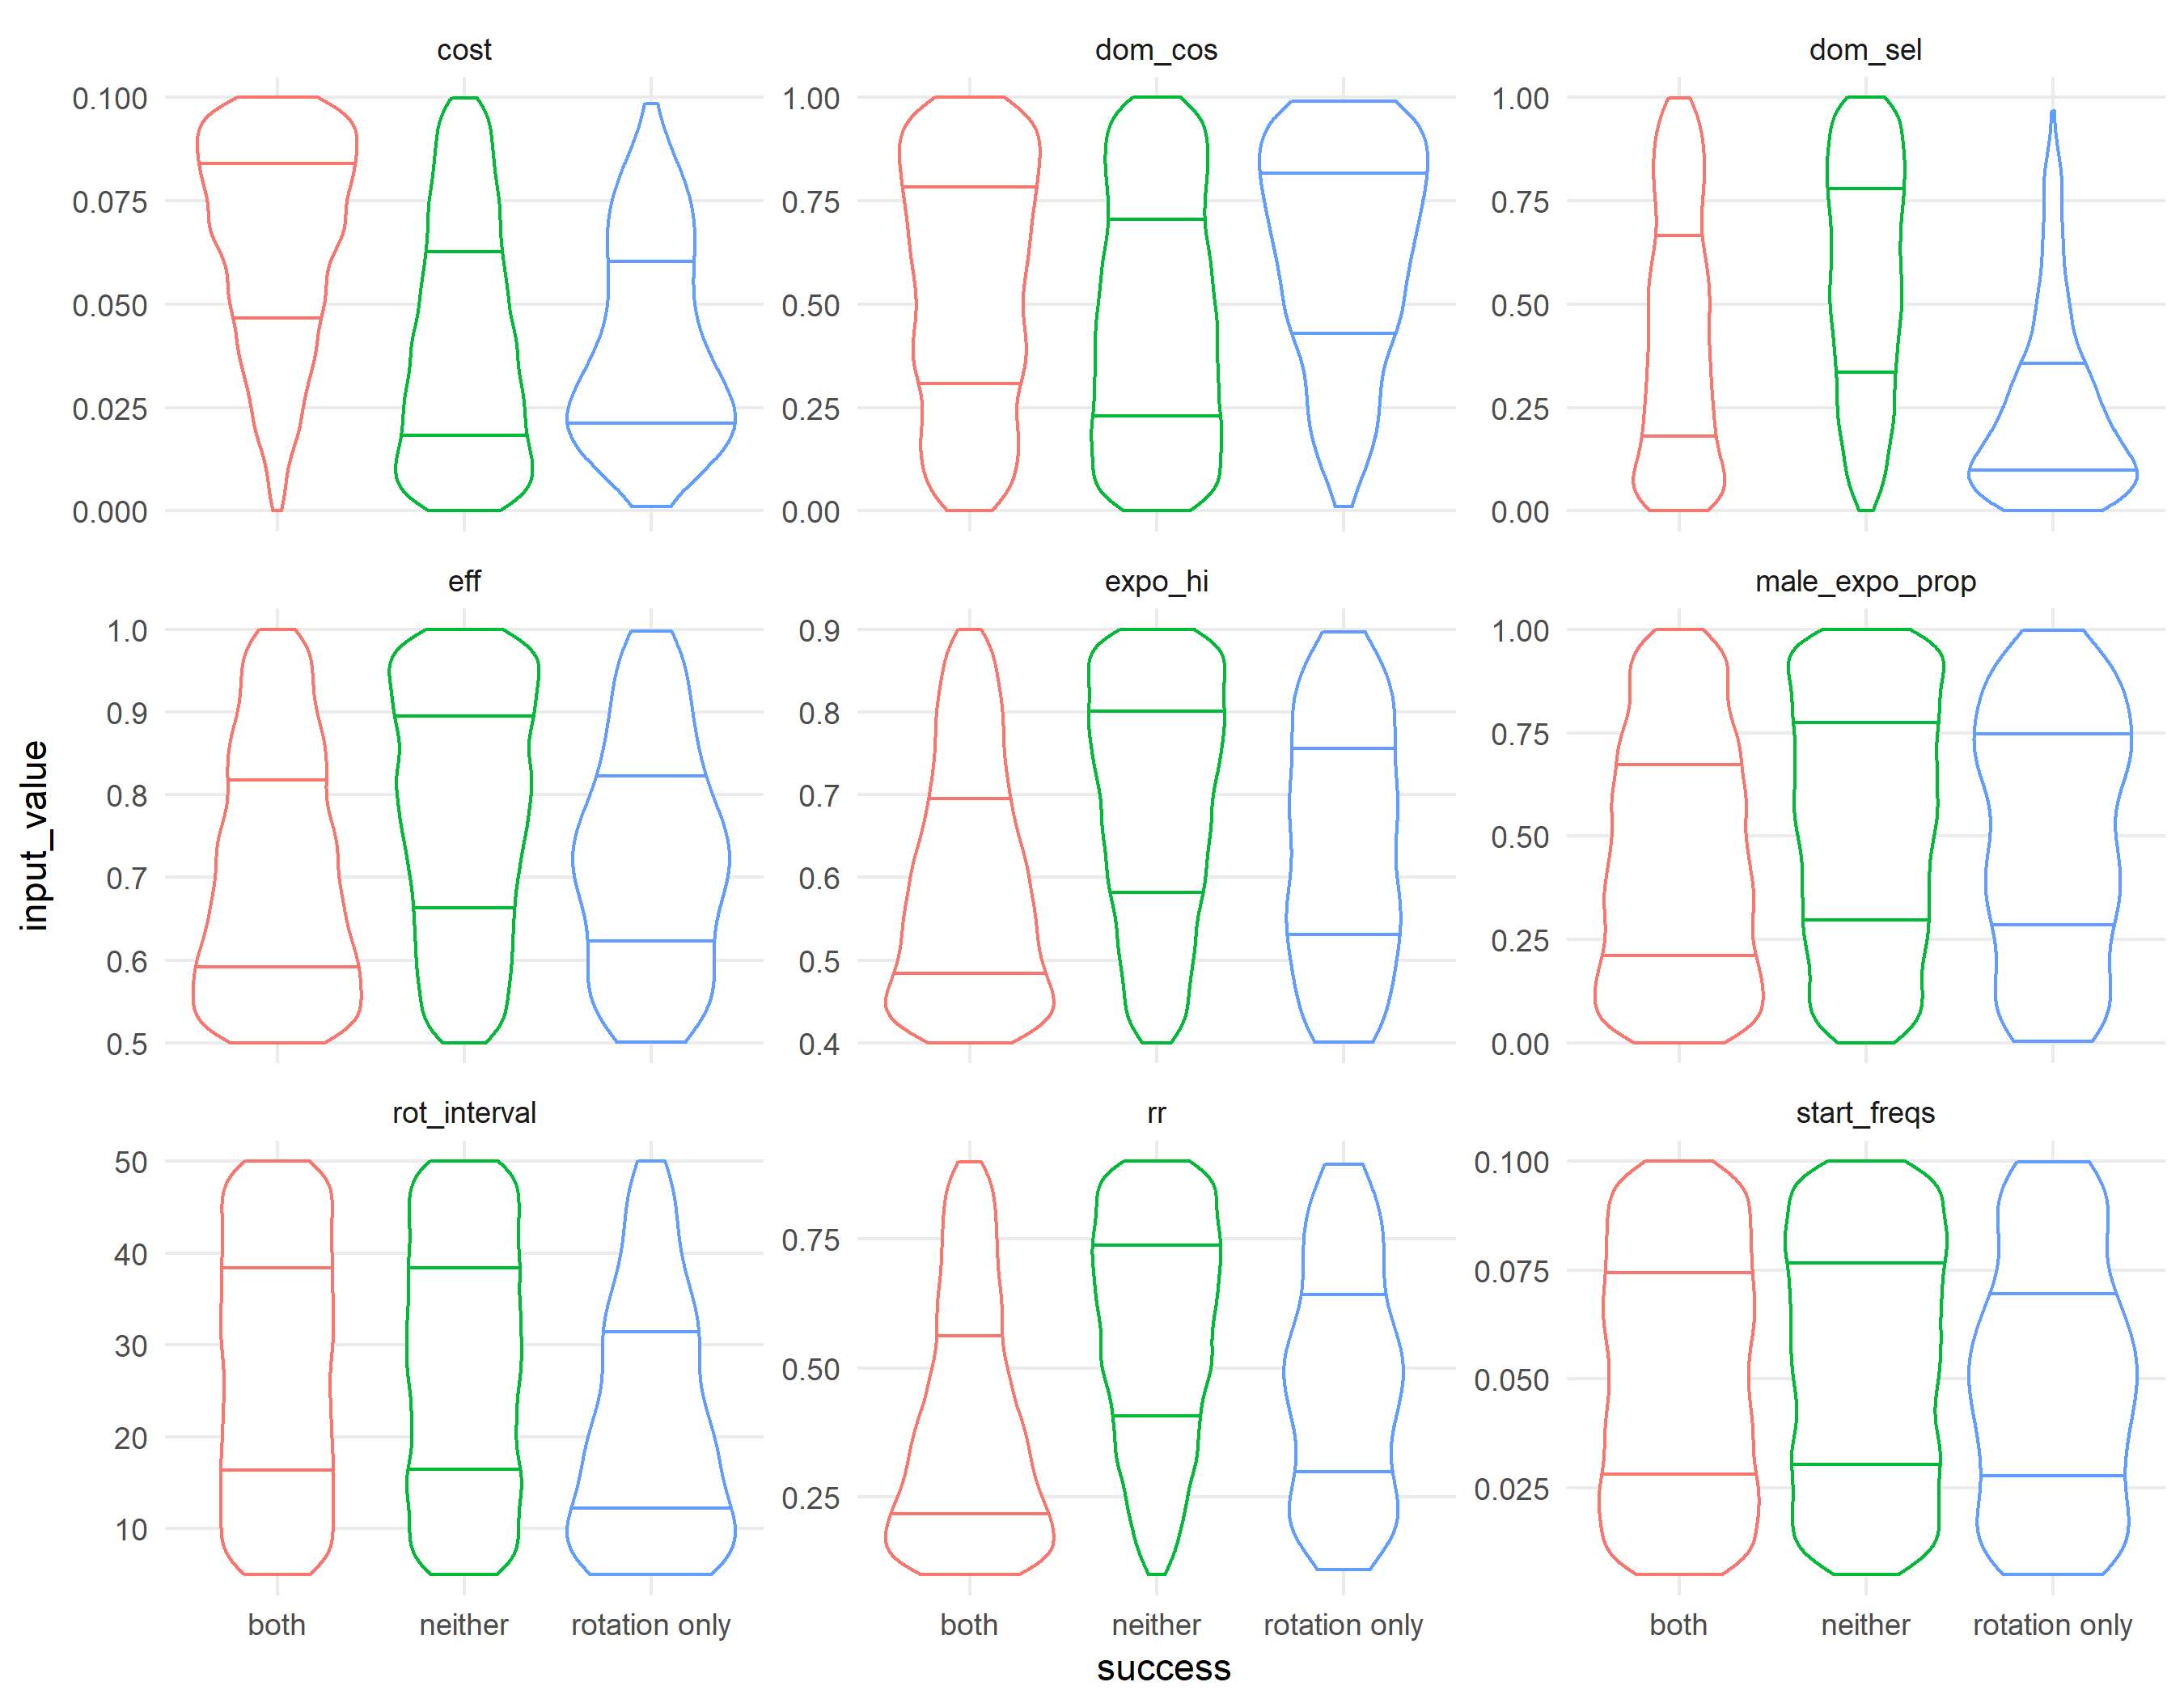 cost dom_cos dom_sel
0.100 1.00 1.00
0.075 0.75 0.75
0.050 0.50 0.50
0.025 0.25 0.25
0.000 0.00 0.00
eff expo_hi male_expo_prop
1.0 0.9 1.00
0.9 0.8 0.75
0.8 0.7 0.50
0.7 0.6 0.25
0.6 0.5
0.5 0.4 0.00
input_value
rot_interval rr start_freqs
50 0.100
40 0.75 0.075
30 0.50 0.050
20 0.25 0.025
10
both neither rotation only both neither rotation only both neither rotation only
success